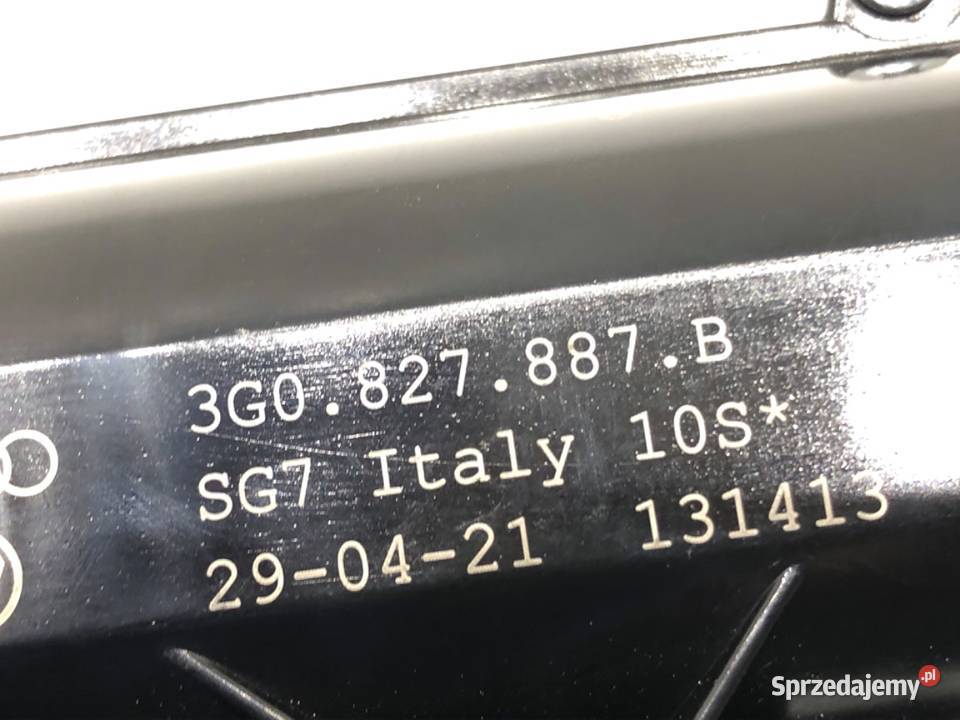 3G0.827.887.B
SG7 Italy 10S*
29-04-21 131413
Sprzedajemy.pl